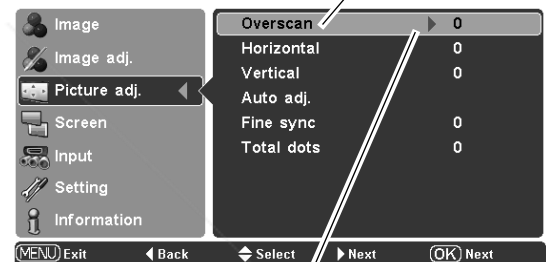 Image
Image adj.
Picture adj.
Screen
Input
Setting
Information
Overscan 0
Horizontal 0
Vertical 0
Auto adj.
Fine sync 0
Total dots 0
MENU Exit Back Select Next OK Next